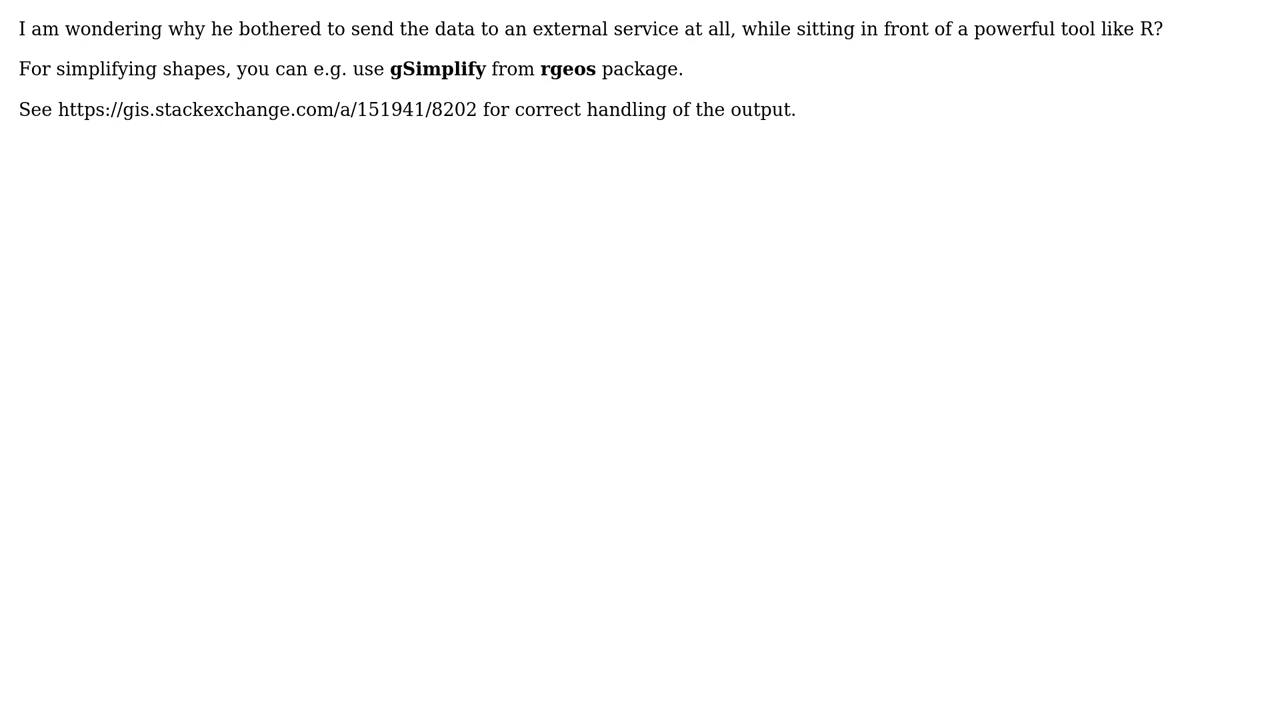 I am wondering why he bothered to send the data to an external service at all, while sitting in front of a powerful tool like R?
For simplifying shapes, you can e.g. use gSimplify from rgeos package.
See https://gis.stackexchange.com/a/151941/8202 for correct handling of the output.